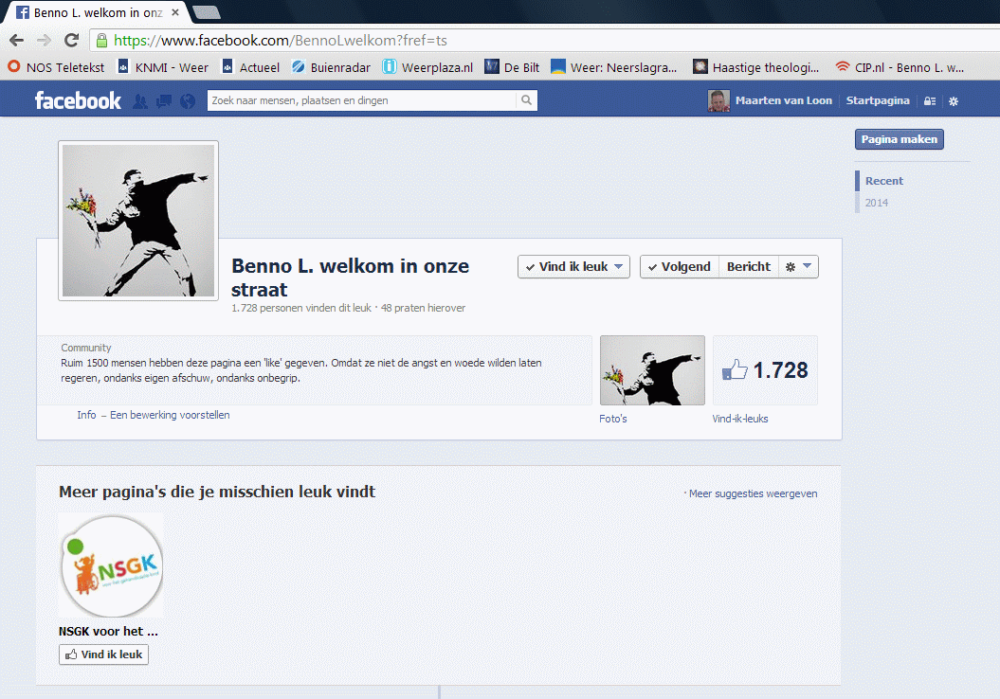 Benno L. welkom in onz
https://www.facebook.com/BennoLwelkom?fref=ts
NOS Teletekst KNMI - Weer Actueel Buienradar Weerplaza.nl De Bilt Weer: Neerslagra... Haastige theologi... CIP.nl - Benno L. w...
facebook Zoek naar mensen, plaatsen en dingen Maarten van Loon Startpagina
Pagina maken
Recent
2014
Benno L. welkom in onze
straat
1.728 personen vinden dit leuk · 48 praten hierover
Vind ik leuk Volgend Bericht
Community
Ruim 1500 mensen hebben deze pagina een 'like' gegeven. Omdat ze niet de angst en woede wilden laten
regeren, ondanks eigen afschuw, ondanks onbegrip.
Info – Een bewerking voorstellen
1.728
Foto's Vind-ik-leuks
Meer pagina's die je misschien leuk vindt · Meer suggesties weergeven
NSGK
NSGK voor het ...
Vind ik leuk